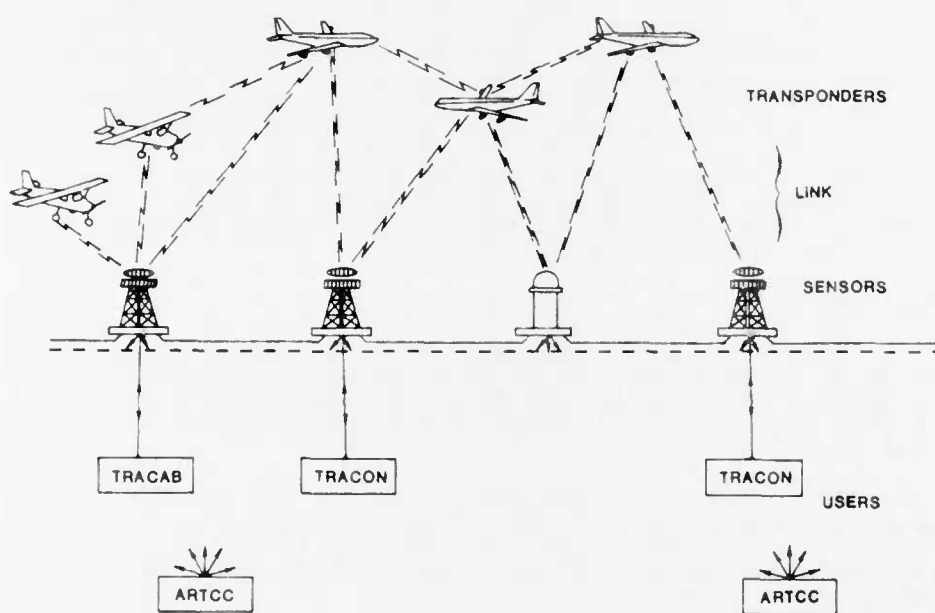 TRANSPONDERS
LINK
SENSORS
TRACAB
TRACON
TRACON
USERS
ARTCC
ARTCC